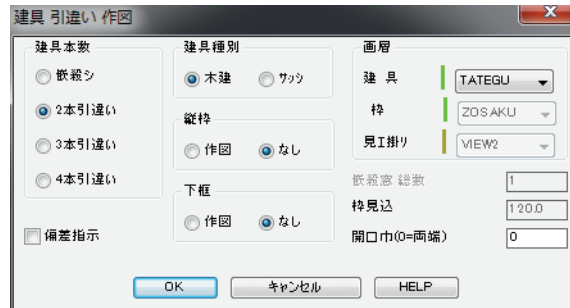 建具 引違い 作図
建具本数
嵌殺シ
2本引違い
3本引違い
4本引違い
偏差指示
建具種別
木建 サッシ
縦枠
作図 なし
下框
作図 なし
画層
建 具 TATEGU
枠 ZOSAKU
見エ掛リ VIEW2
嵌殺窓 総数 1
枠見込 120.0
開口巾(0=両端) 0
OK キャンセル HELP